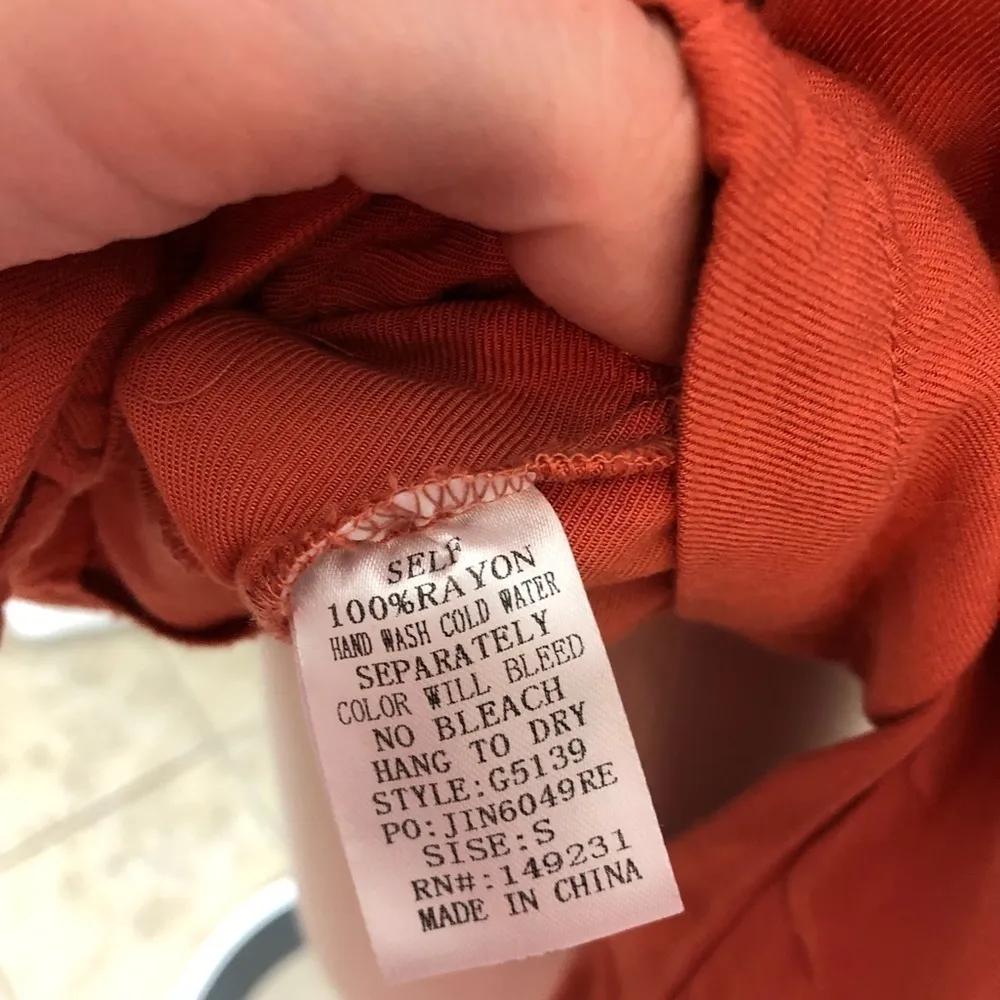 SELF
100%RAYON
HAND WASH COLD WATER
SEPARATELY
COLOR WILL BLEED
NO BLEACH
HANG TO DRY
STYLE:G5139
PO:JIN6049RE
SISE:S
RN#:149231
MADE IN CHINA